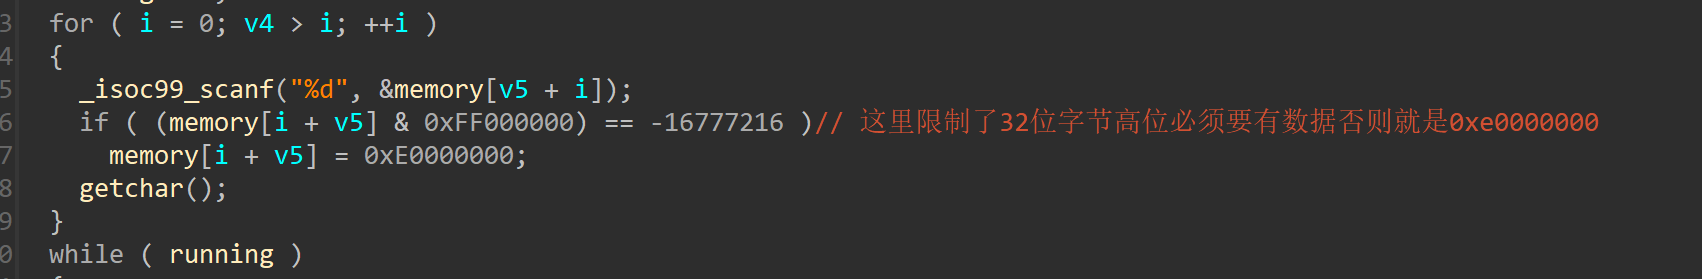 3 for ( i = 0; v4 > i; ++i )
4 {
5 _isoc99_scanf("%d", &memory[v5 + i]);
6 if ( (memory[i + v5] & 0xFF000000) == -16777216 )// 这里限制了32位字节高位必须要有数据否则就是0xe0000000
7 memory[i + v5] = 0xE0000000;
8 getchar();
9 }
0 while ( running )